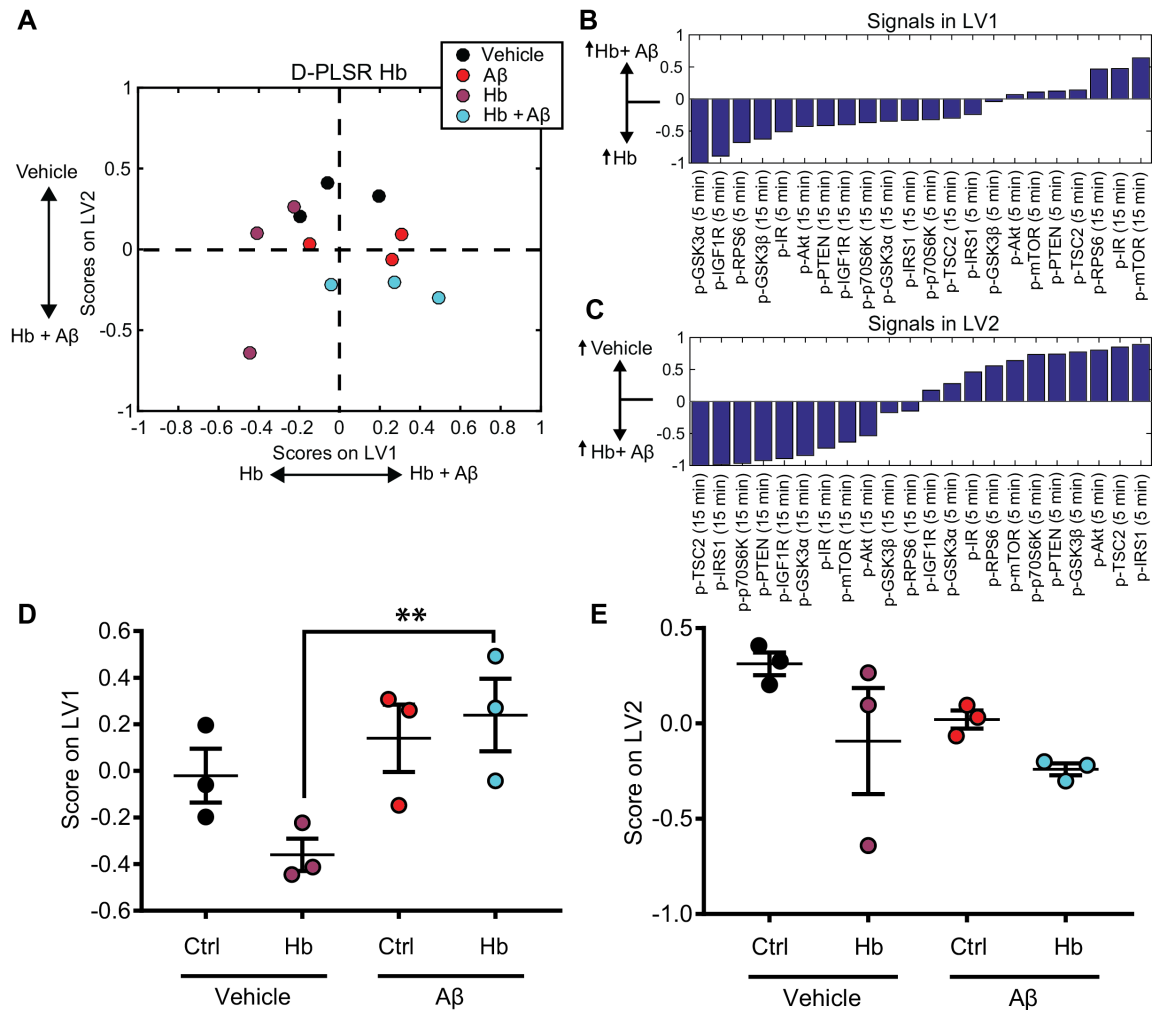 A
D-PLSR Hb
Vehicle
Aβ
Hb
Hb + Aβ
1
0.5
0
-0.5
-1
Scores on LV2
Vehicle
Hb + Aβ
-1 -0.8 -0.6 -0.4 -0.2 0 0.2 0.4 0.6 0.8 1
Scores on LV1
Hb Hb + Aβ
B
Signals in LV1
Hb+ Aβ
Hb
1
0.5
0
-0.5
-1
p-GSK3α (5 min)
p-IGF1R (5 min)
p-RPS6 (5 min)
p-GSK3β (15 min)
p-IR (5 min)
p-Akt (15 min)
p-PTEN (15 min)
p-IGF1R (15 min)
p-p70S6K (15 min)
p-GSK3α (15 min)
p-IRS1 (15 min)
p-p70S6K (5 min)
p-TSC2 (15 min)
p-IRS1 (5 min)
p-GSK3β (5 min)
p-Akt (5 min)
p-mTOR (5 min)
p-PTEN (5 min)
p-TSC2 (5 min)
p-RPS6 (15 min)
p-IR (15 min)
p-mTOR (15 min)
C
Signals in LV2
Vehicle
Hb+ Aβ
1
0.5
0
-0.5
-1
p-TSC2 (15 min)
p-IRS1 (15 min)
p-p70S6K (15 min)
p-PTEN (15 min)
p-IGF1R (15 min)
p-GSK3α (15 min)
p-IR (15 min)
p-mTOR (15 min)
p-Akt (15 min)
p-GSK3β (15 min)
p-RPS6 (15 min)
p-IGF1R (5 min)
p-GSK3α (5 min)
p-IR (5 min)
p-RPS6 (5 min)
p-mTOR (5 min)
p-p70S6K (5 min)
p-PTEN (5 min)
p-GSK3β (5 min)
p-Akt (5 min)
p-TSC2 (5 min)
p-IRS1 (5 min)
D
**
0.6
0.4
0.2
0.0
-0.2
-0.4
-0.6
Score on LV1
Ctrl Hb Ctrl Hb
Vehicle Aβ
E
0.5
0.0
-0.5
-1.0
Score on LV2
Ctrl Hb Ctrl Hb
Vehicle Aβ